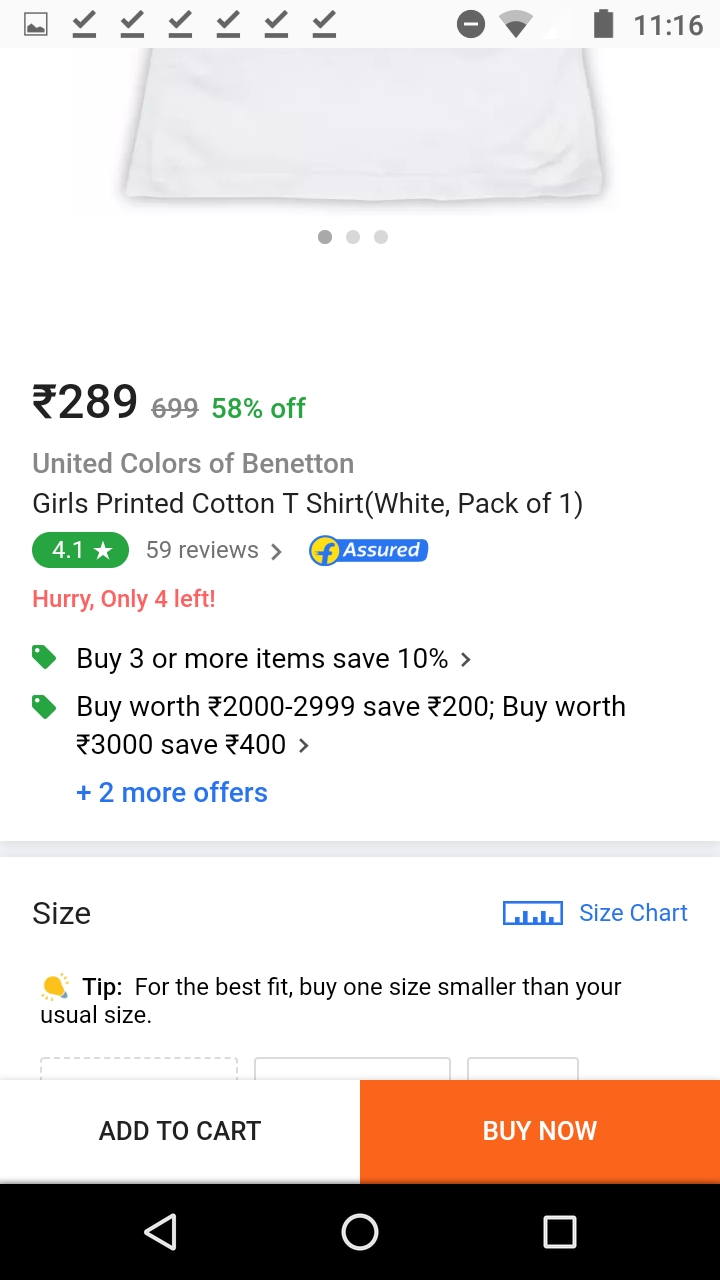 11:16
₹289 699 58% off
United Colors of Benetton
Girls Printed Cotton T Shirt(White, Pack of 1)
4.1 ★ 59 reviews > f Assured
Hurry, Only 4 left!
Buy 3 or more items save 10% >
Buy worth ₹2000-2999 save ₹200; Buy worth
₹3000 save ₹400 >
+ 2 more offers
Size Size Chart
Tip: For the best fit, buy one size smaller than your
usual size.
ADD TO CART BUY NOW